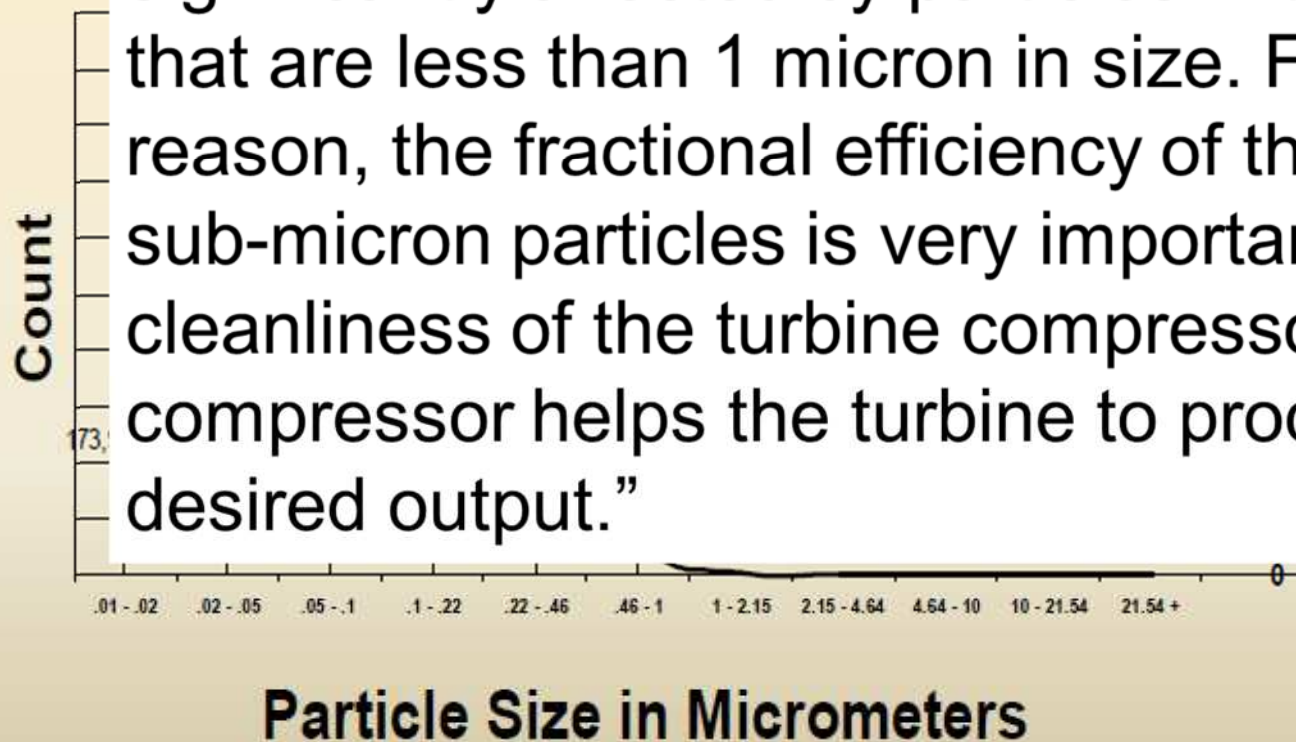 that are less than 1 micron in size. F
reason, the fractional efficiency of th
sub-micron particles is very importa
cleanliness of the turbine compresso
compressor helps the turbine to prod
desired output.”
Count
173,
0
.01 - .02 .02 - .05 .05 - .1 .1 - .22 .22 - .46 .46 - 1 1 - 2.15 2.15 - 4.64 4.64 - 10 10 - 21.54 21.54 +
Particle Size in Micrometers